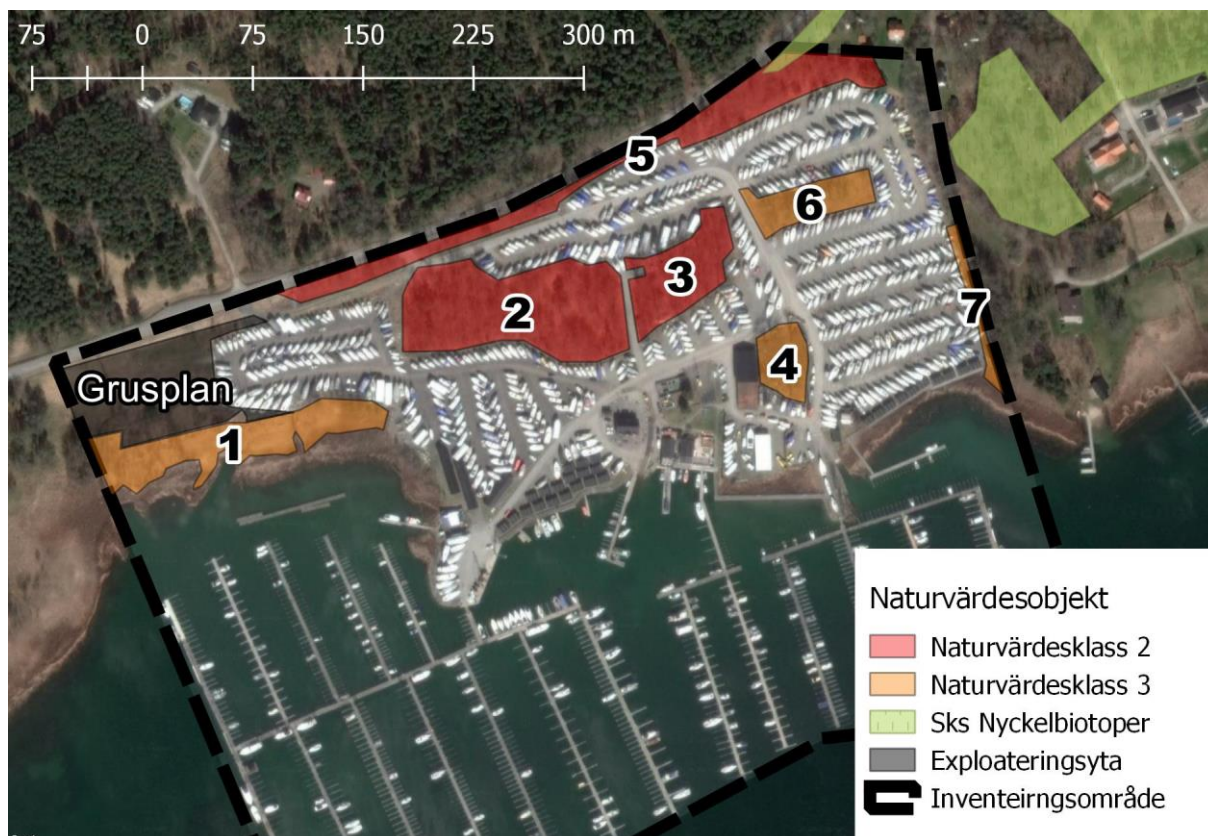 75 0 75 150 225 300 m
5
6
3
2
7
4
Grusplan
1
Naturvärdesobjekt
Naturvärdesklass 2
Naturvärdesklass 3
Sks Nyckelbiotoper
Exploateringsyta
Inventeirngsområde